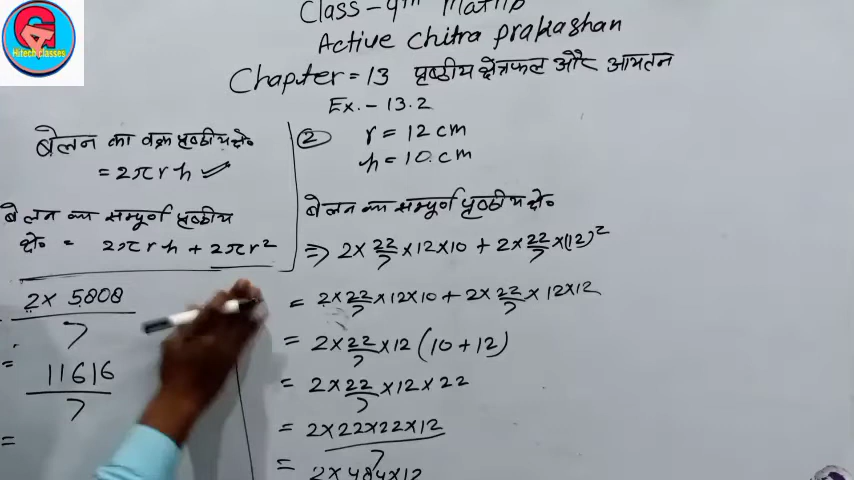 Hitech classes
Class - 9th Math
Active Chitra prakashan
Chapter = 13 पृष्ठीय क्षेत्रफल और आयतन
Ex. - 13.2
बेलन का वक्र पृष्ठीय क्षे०
= 2πrh ✓
बेलन का सम्पूर्ण पृष्ठीय
क्षे० = 2πrh + 2πr²
2 × 5808 / 7
= 11616 / 7
=
② r = 12 cm
h = 10 cm
बेलन का सम्पूर्ण पृष्ठीय क्षे०
⇒ 2 × 22/7 × 12 × 10 + 2 × 22/7 × (12)²
= 2 × 22/7 × 12 × 10 + 2 × 22/7 × 12 × 12
= 2 × 22/7 × 12 (10 + 12)
= 2 × 22/7 × 12 × 22
= 2 × 22 × 22 × 12 / 7
= 2 × 484 × 12